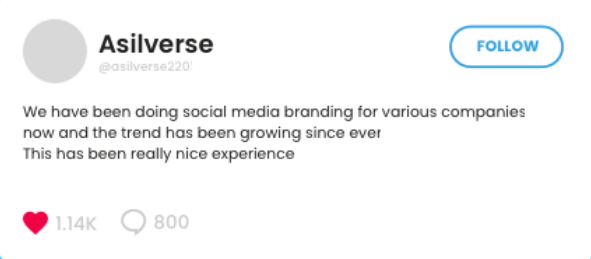 Asilverse
FOLLOW
@asilverse220
We have been doing social media branding for various companies
now and the trend has been growing since ever
This has been really nice experience
1.14K
800